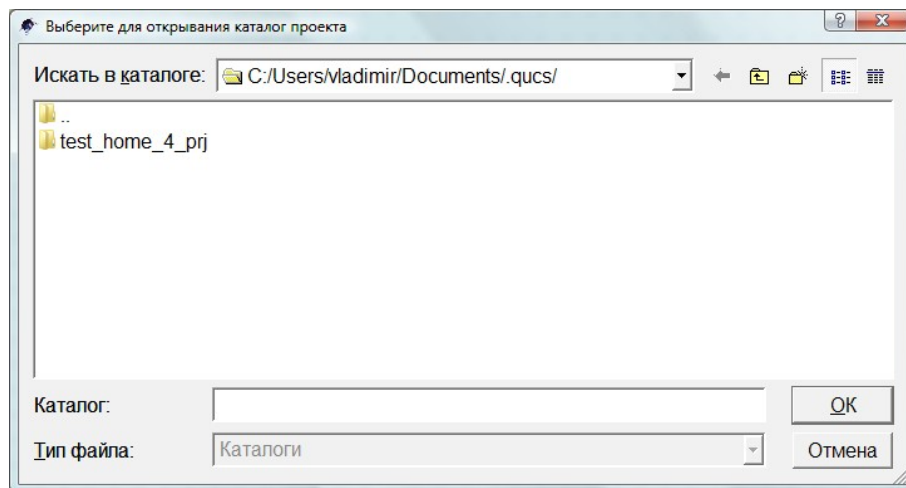 Выберите для открывания каталог проекта
Искать в каталоге: C:/Users/vladimir/Documents/.qucs/
..
test_home_4_prj
Каталог: OK
Тип файла: Каталоги Отмена